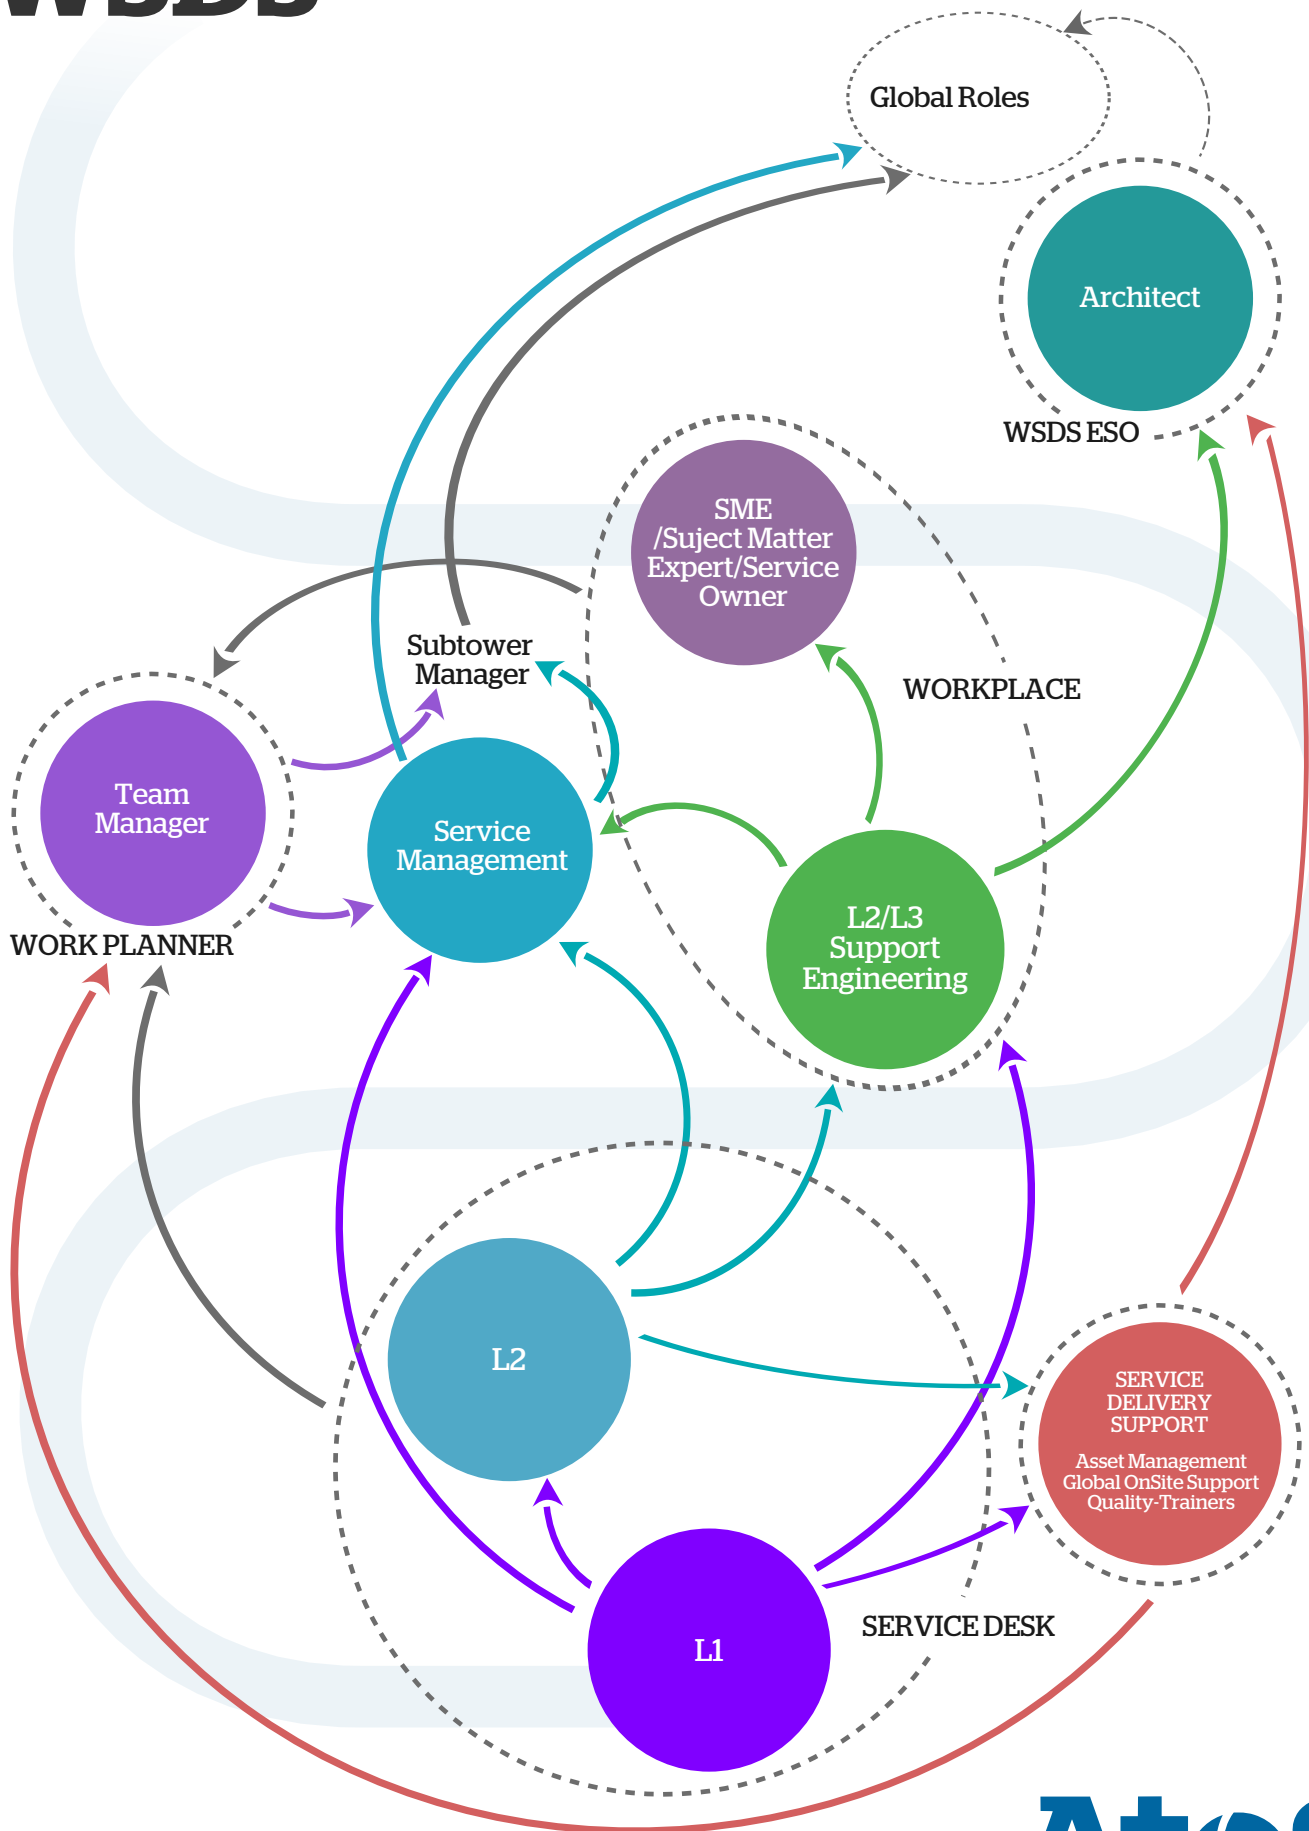 WSDS
Global Roles
Architect
WSDS ESO
SME
/Suject Matter
Expert/Service
Owner
Subtower
Manager
WORKPLACE
Team
Manager
Service
Management
L2/L3
Support
Engineering
WORK PLANNER
L2
SERVICE
DELIVERY
SUPPORT
Asset Management
Global OnSite Support
Quality-Trainers
SERVICE DESK
L1
Atos